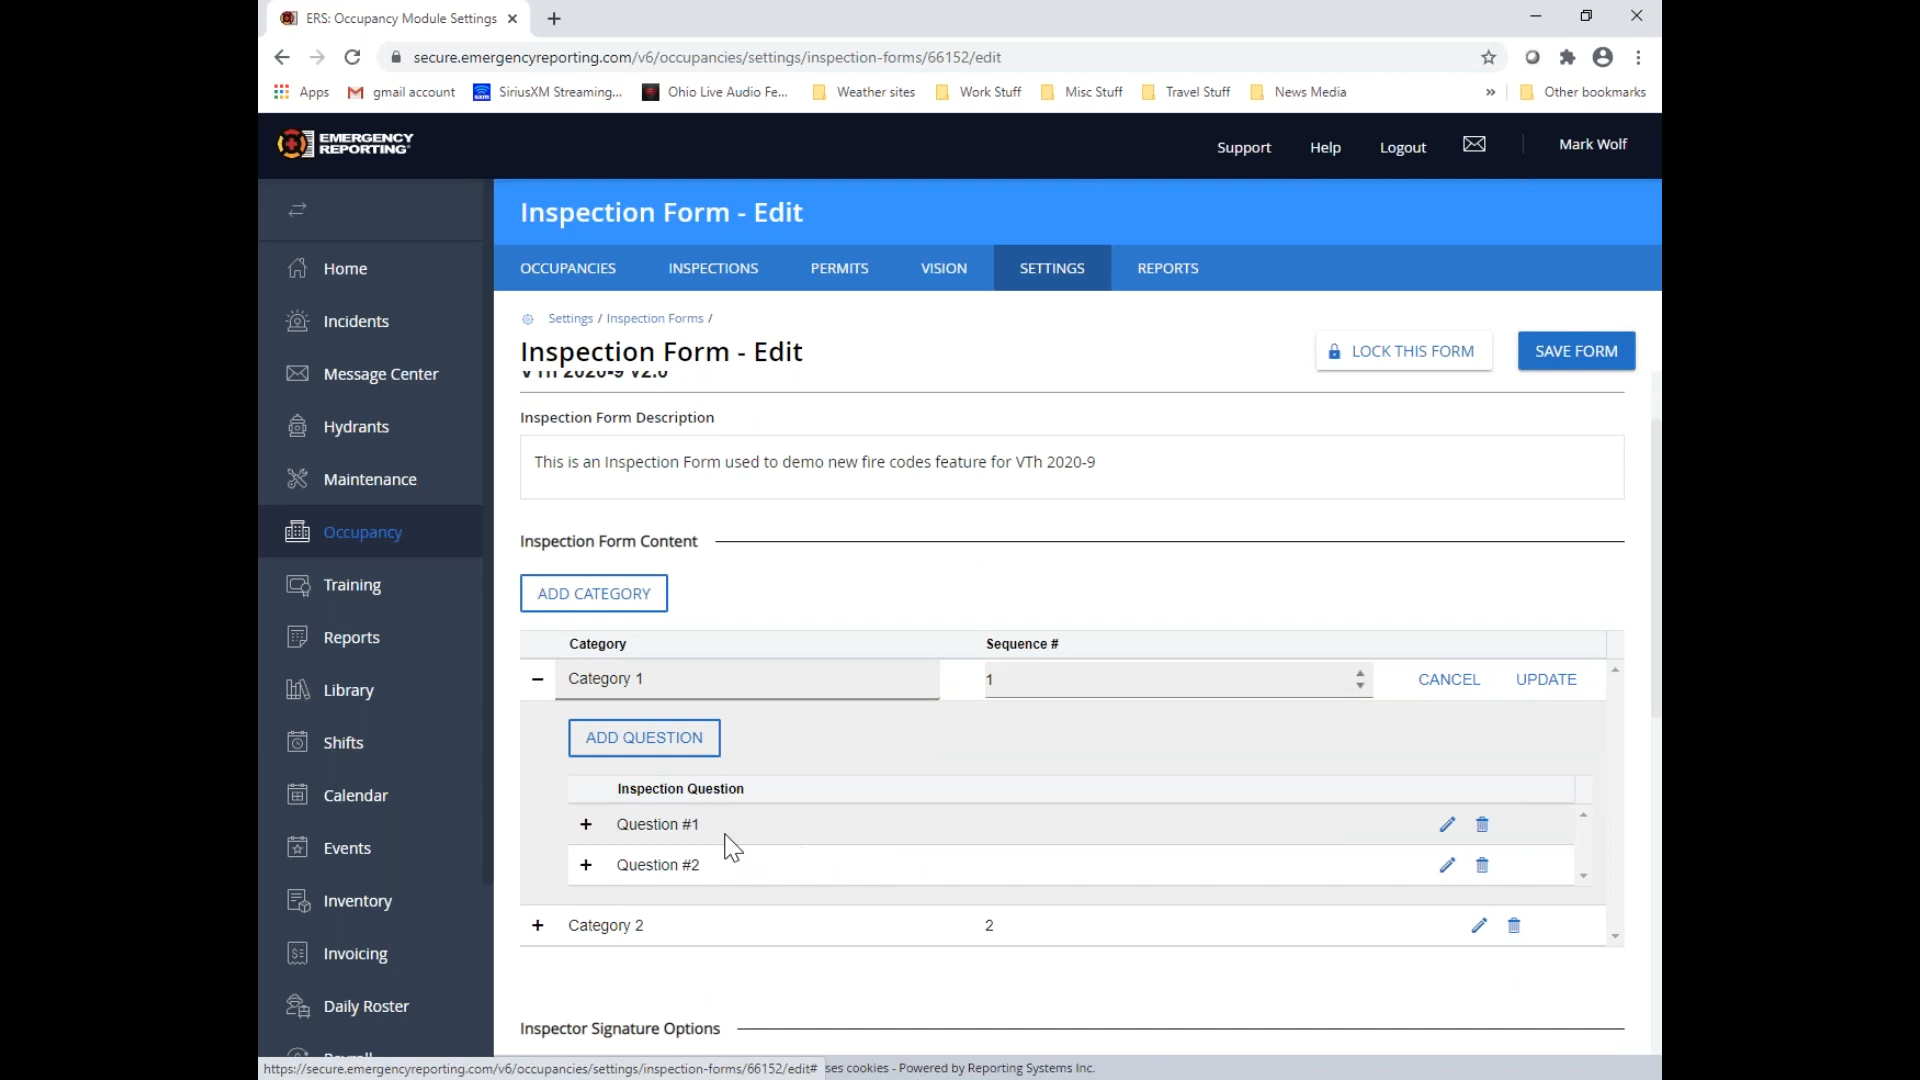 ERS: Occupancy Module Settings
secure.emergencyreporting.com/v6/occupancies/settings/inspection-forms/66152/edit
Apps gmail account SiriusXM Streaming... Ohio Live Audio Fe... Weather sites Work Stuff Misc Stuff Travel Stuff News Media » Other bookmarks
EMERGENCY
REPORTING
Support Help Logout Mark Wolf
Inspection Form - Edit
OCCUPANCIES INSPECTIONS PERMITS VISION SETTINGS REPORTS
Home
Incidents
Message Center
Hydrants
Maintenance
Occupancy
Training
Reports
Library
Shifts
Calendar
Events
Inventory
Invoicing
Daily Roster
Payroll
Settings / Inspection Forms /
Inspection Form - Edit
LOCK THIS FORM SAVE FORM
VTh 2020-9 v2.0
Inspection Form Description
This is an Inspection Form used to demo new fire codes feature for VTh 2020-9
Inspection Form Content
ADD CATEGORY
Category Sequence #
Category 1 1 CANCEL UPDATE
ADD QUESTION
Inspection Question
Question #1
Question #2
Category 2 2
Inspector Signature Options
https://secure.emergencyreporting.com/v6/occupancies/settings/inspection-forms/66152/edit# ses cookies - Powered by Reporting Systems Inc.